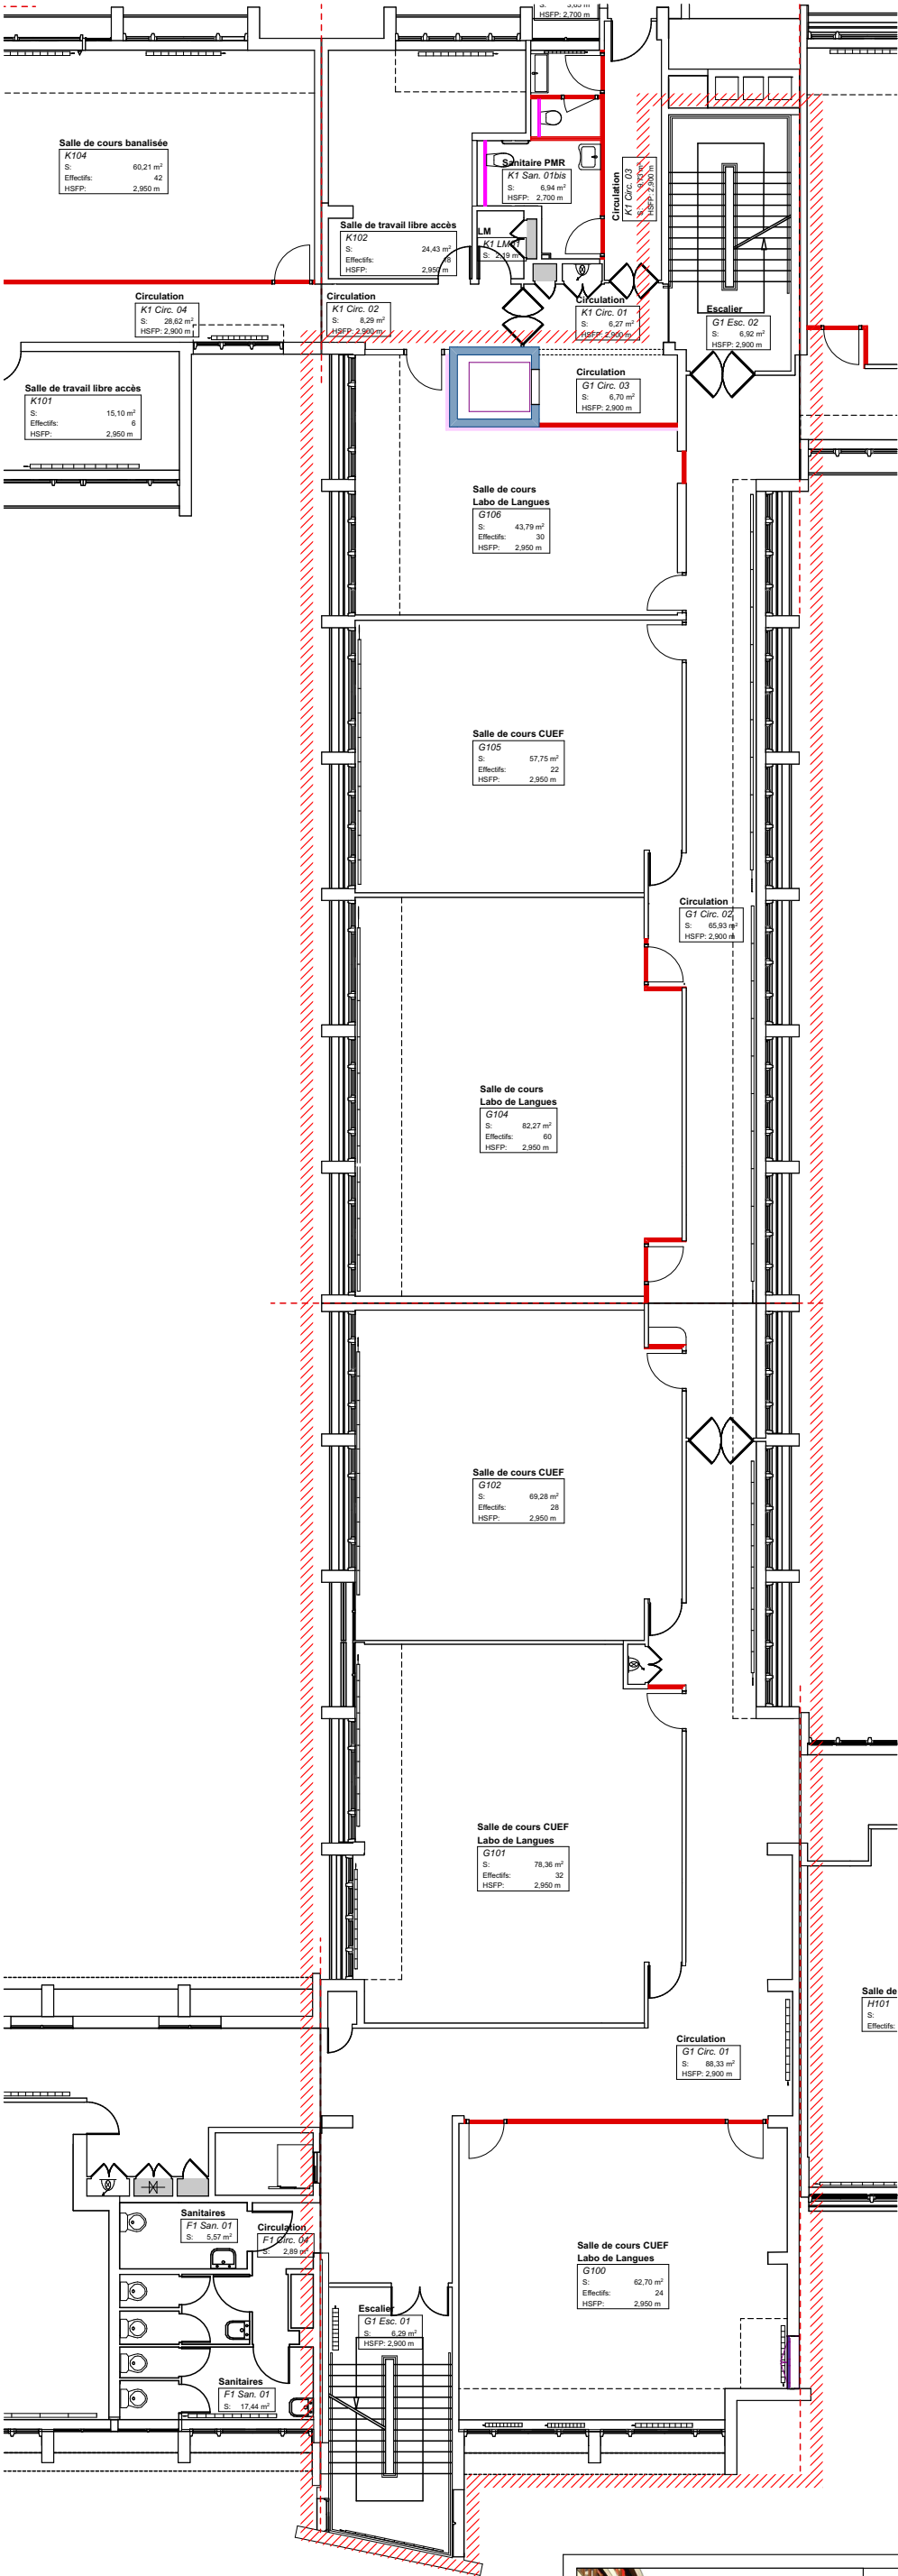 HSFP: 2,700 m
Salle de cours banalisée
K104
S: 60,21 m²
Effectifs: 42
HSFP: 2,950 m
Sanitaire PMR
K1 San. 01bis
S: 6,94 m²
HSFP: 2,700 m
Circulation
K1 Circ. 03
HSFP: 2,900 m
Salle de travail libre accès
K102
S: 24,43 m²
Effectifs: 18
HSFP: 2,950 m
LM
K1 LM01
S: 2,19 m²
Circulation
K1 Circ. 04
S: 28,62 m²
HSFP: 2,900 m
Circulation
K1 Circ. 02
S: 8,29 m²
HSFP: 2,900 m
Circulation
K1 Circ. 01
S: 6,27 m²
HSFP: 2,900 m
Escalier
G1 Esc. 02
S: 6,92 m²
HSFP: 2,900 m
Salle de travail libre accès
K101
S: 15,10 m²
Effectifs: 6
HSFP: 2,950 m
Circulation
G1 Circ. 03
S: 6,70 m²
HSFP: 2,900 m
Salle de cours
Labo de Langues
G106
S: 43,79 m²
Effectifs: 30
HSFP: 2,950 m
Salle de cours CUEF
G105
S: 57,75 m²
Effectifs: 22
HSFP: 2,950 m
Circulation
G1 Circ. 02
S: 65,93 m²
HSFP: 2,900 m
Salle de cours
Labo de Langues
G104
S: 82,27 m²
Effectifs: 60
HSFP: 2,950 m
Salle de cours CUEF
G102
S: 69,28 m²
Effectifs: 28
HSFP: 2,950 m
Salle de cours CUEF
Labo de Langues
G101
S: 78,36 m²
Effectifs: 32
HSFP: 2,950 m
Salle de
H101
S:
Effectifs:
Circulation
G1 Circ. 01
S: 88,33 m²
HSFP: 2,900 m
Sanitaires
F1 San. 01
S: 5,57 m²
Circulation
F1 Circ. 04
S: 2,89 m²
Salle de cours CUEF
Labo de Langues
G100
S: 62,70 m²
Effectifs: 24
HSFP: 2,950 m
Escalier
G1 Esc. 01
S: 6,29 m²
HSFP: 2,900 m
Sanitaires
F1 San. 01
S: 17,44 m²